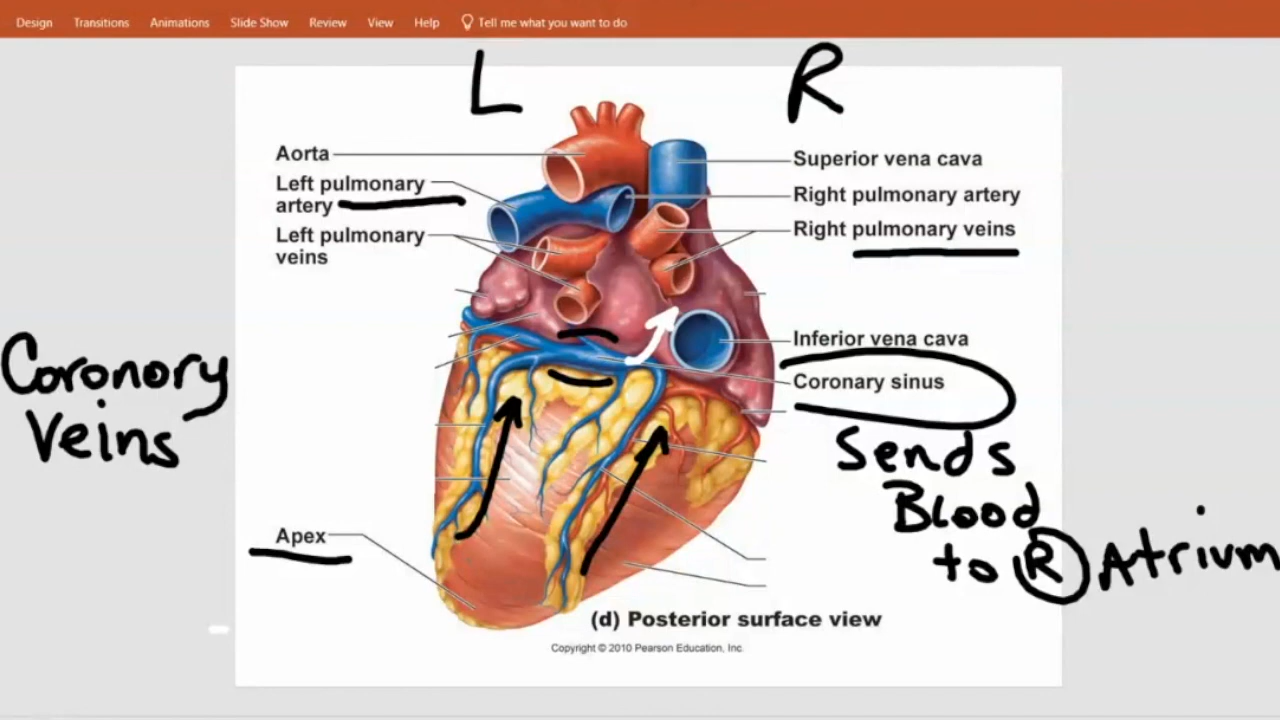 Design Transitions Animations Slide Show Review View Help Tell me what you want to do
L R
Aorta
Left pulmonary
artery
Left pulmonary
veins
Superior vena cava
Right pulmonary artery
Right pulmonary veins
Inferior vena cava
Coronary sinus
Coronory
Veins
Sends
Blood
to R Atrium
Apex
(d) Posterior surface view
Copyright © 2010 Pearson Education, Inc.